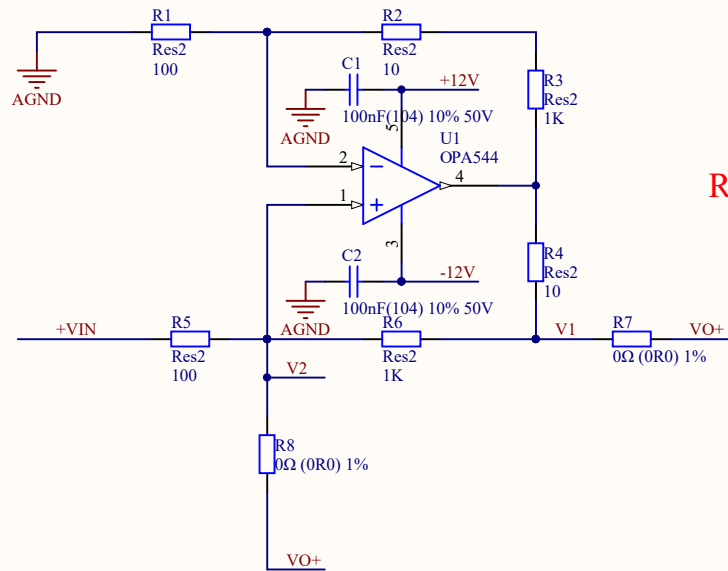 R1
Res2
100
R2
Res2
10
AGND
C1
+12V
R3
Res2
1K
AGND
100nF(104) 10% 50V
5
U1
OPA544
2
1
4
R
3
C2
-12V
R4
Res2
10
AGND
100nF(104) 10% 50V
+VIN
R5
Res2
100
R6
Res2
1K
V1
R7
0Ω (0R0) 1%
VO+
V2
R8
0Ω (0R0) 1%
VO+